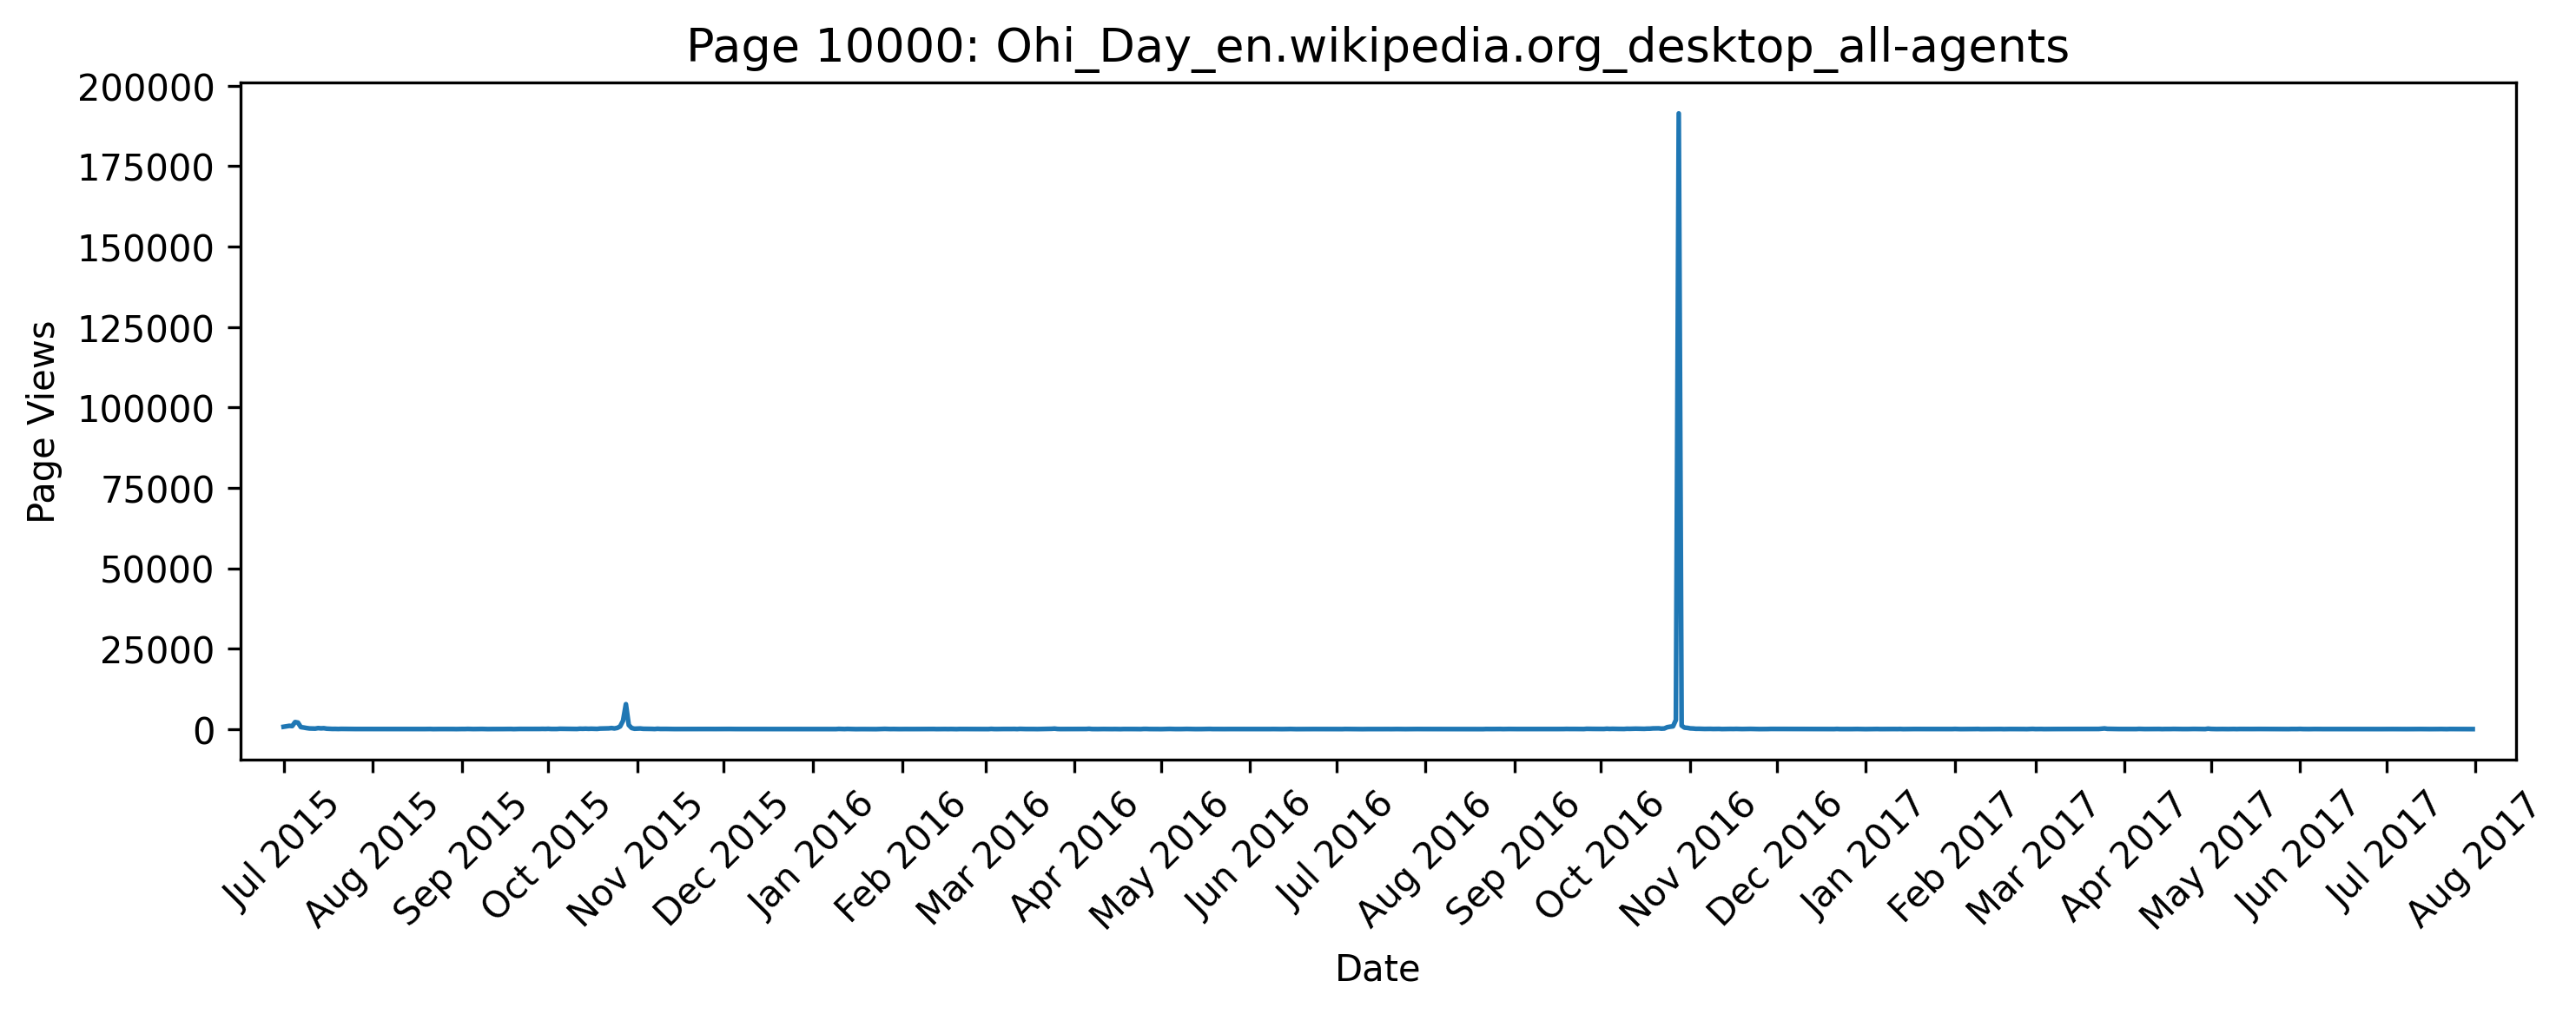 Page 10000: Ohi_Day_en.wikipedia.org_desktop_all-agents
200000
175000
150000
125000
100000
75000
50000
25000
0
Page Views
Jul 2015
Aug 2015
Sep 2015
Oct 2015
Nov 2015
Dec 2015
Jan 2016
Feb 2016
Mar 2016
Apr 2016
May 2016
Jun 2016
Jul 2016
Aug 2016
Sep 2016
Oct 2016
Nov 2016
Dec 2016
Jan 2017
Feb 2017
Mar 2017
Apr 2017
May 2017
Jun 2017
Jul 2017
Aug 2017
Date